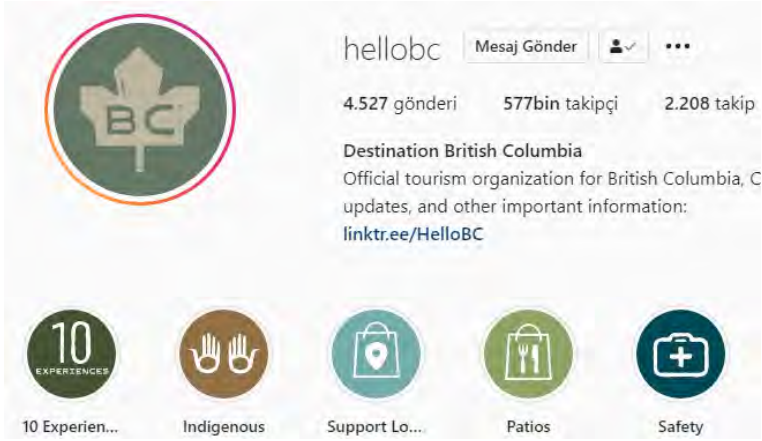 BC
hellobc Mesaj Gönder
4.527 gönderi 577bin takipçi 2.208 takip
Destination British Columbia
Official tourism organization for British Columbia, C
updates, and other important information:
linktr.ee/HelloBC
10
EXPERIENCES
10 Experien... Indigenous Support Lo... Patios Safety